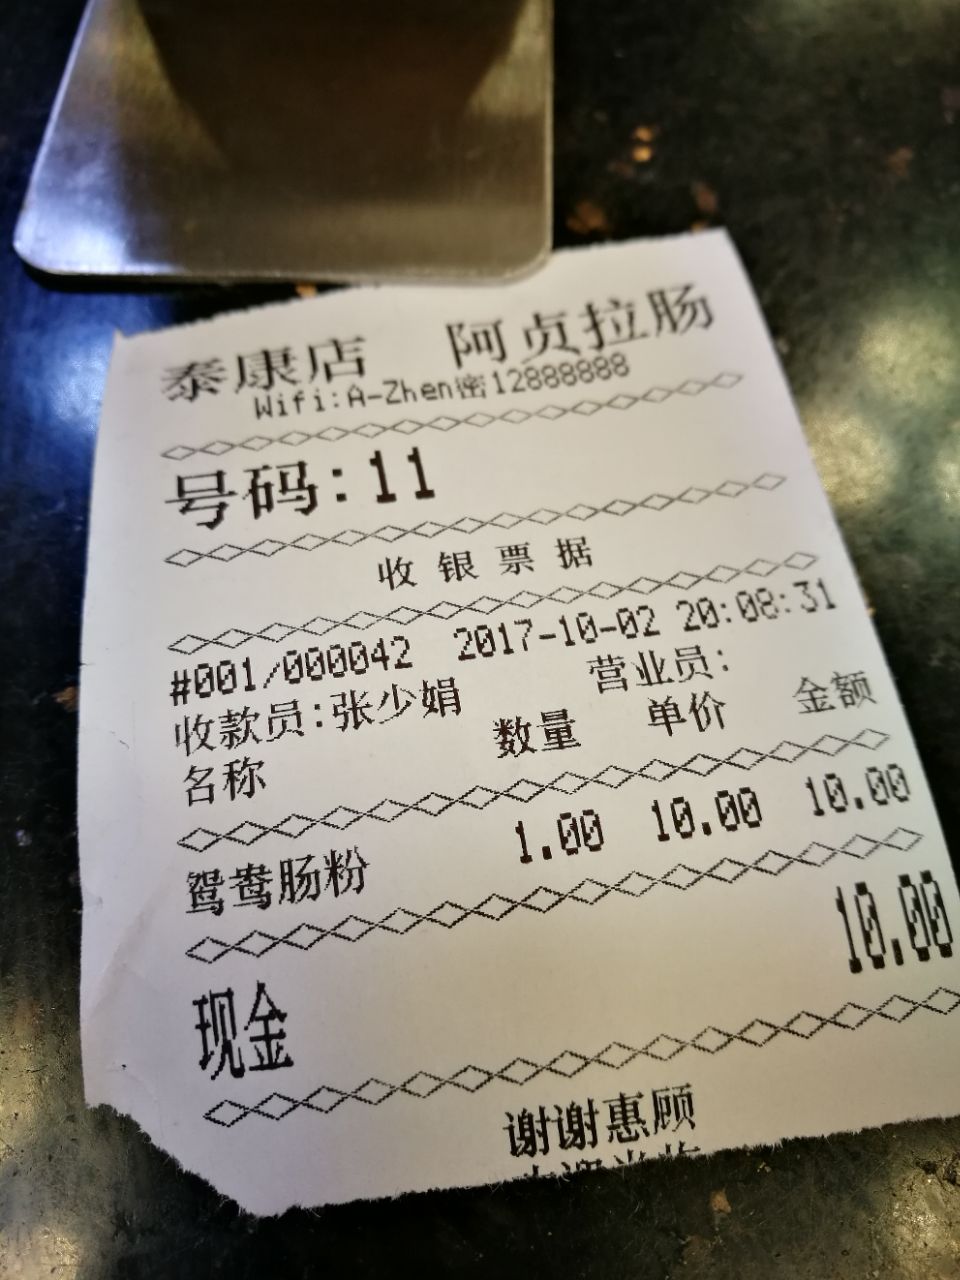 泰康店 阿贞拉肠
Wifi:A-Zhen密12888888
号码:11
收银票据
#001/000042 2017-10-02 20:08:31
收款员:张少娟 营业员:
名称 数量 单价 金额
鸳鸯肠粉 1.00 10.00 10.00
现金 10.00
谢谢惠顾